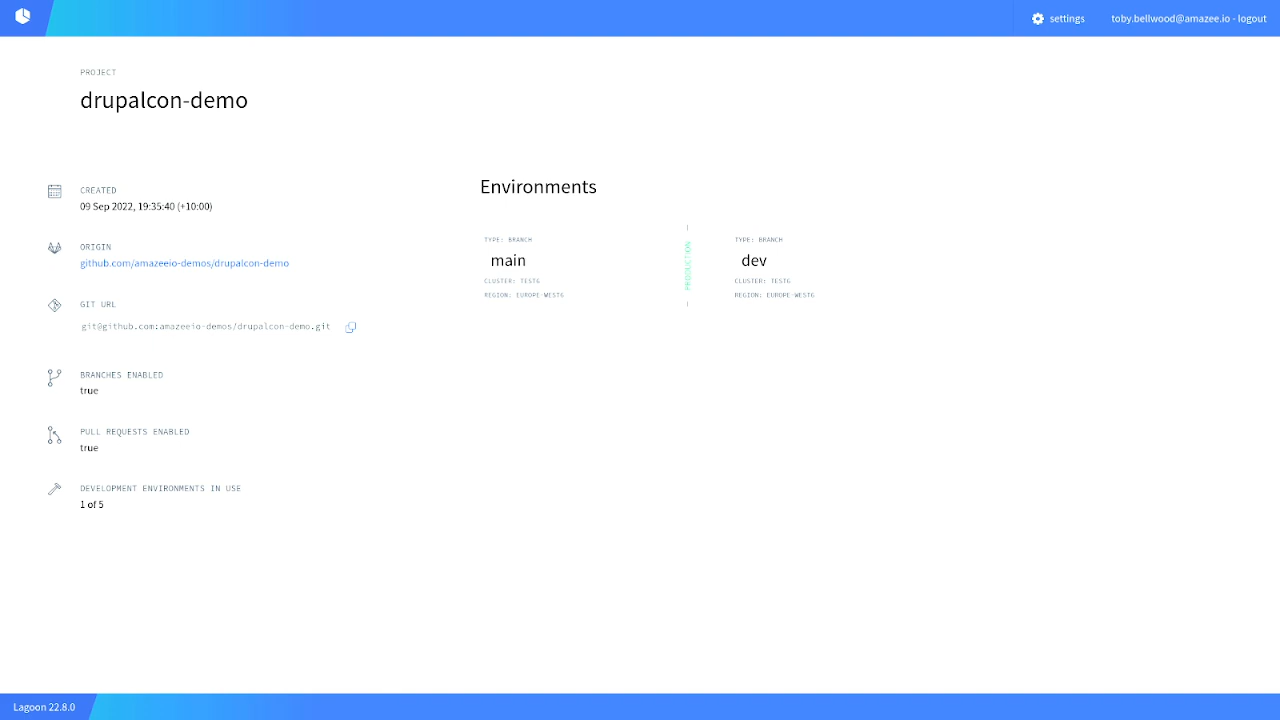 settings
toby.bellwood@amazee.io - logout
PROJECT
drupalcon-demo
CREATED
09 Sep 2022, 19:35:40 (+10:00)
ORIGIN
github.com/amazeeio-demos/drupalcon-demo
GIT URL
git@github.com:amazeeio-demos/drupalcon-demo.git
BRANCHES ENABLED
true
PULL REQUESTS ENABLED
true
DEVELOPMENT ENVIRONMENTS IN USE
1 of 5
Environments
TYPE: BRANCH
main
CLUSTER: TEST6
REGION: EUROPE-WEST6
PRODUCTION
TYPE: BRANCH
dev
CLUSTER: TEST6
REGION: EUROPE-WEST6
Lagoon 22.8.0